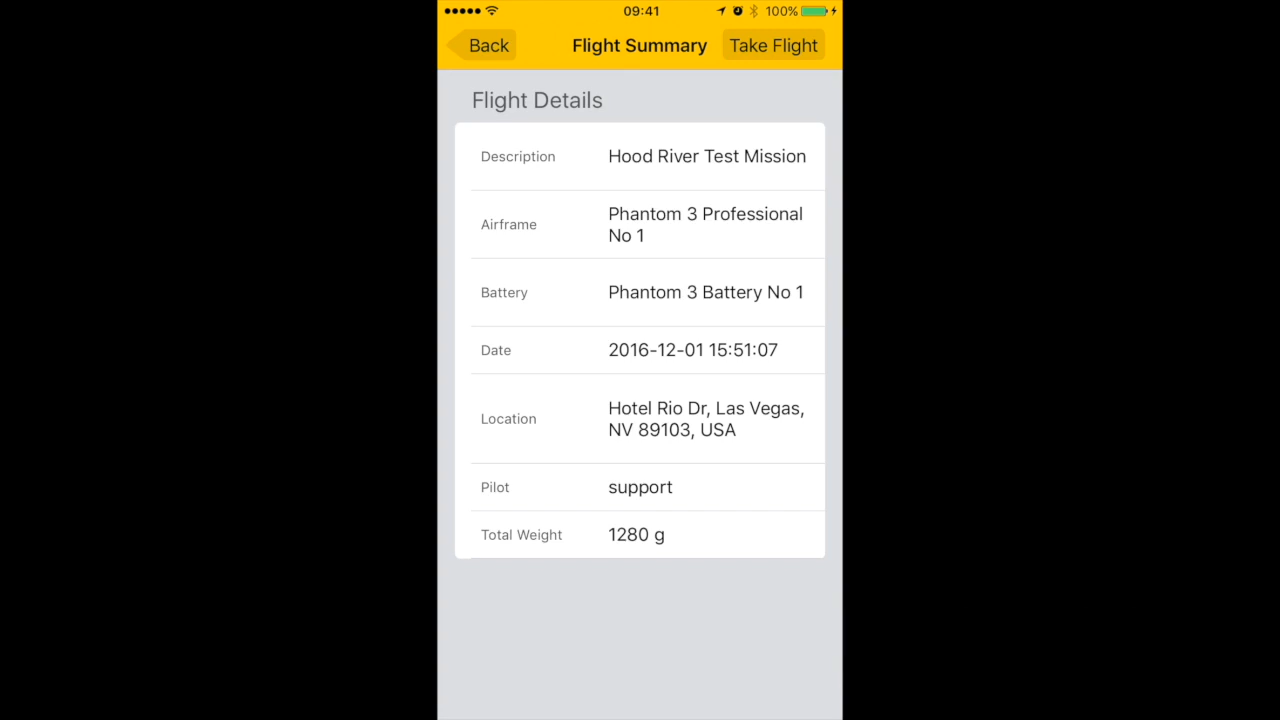 09:41 100%
Back Flight Summary Take Flight
Flight Details
Description Hood River Test Mission
Airframe Phantom 3 Professional
No 1
Battery Phantom 3 Battery No 1
Date 2016-12-01 15:51:07
Location Hotel Rio Dr, Las Vegas,
NV 89103, USA
Pilot support
Total Weight 1280 g